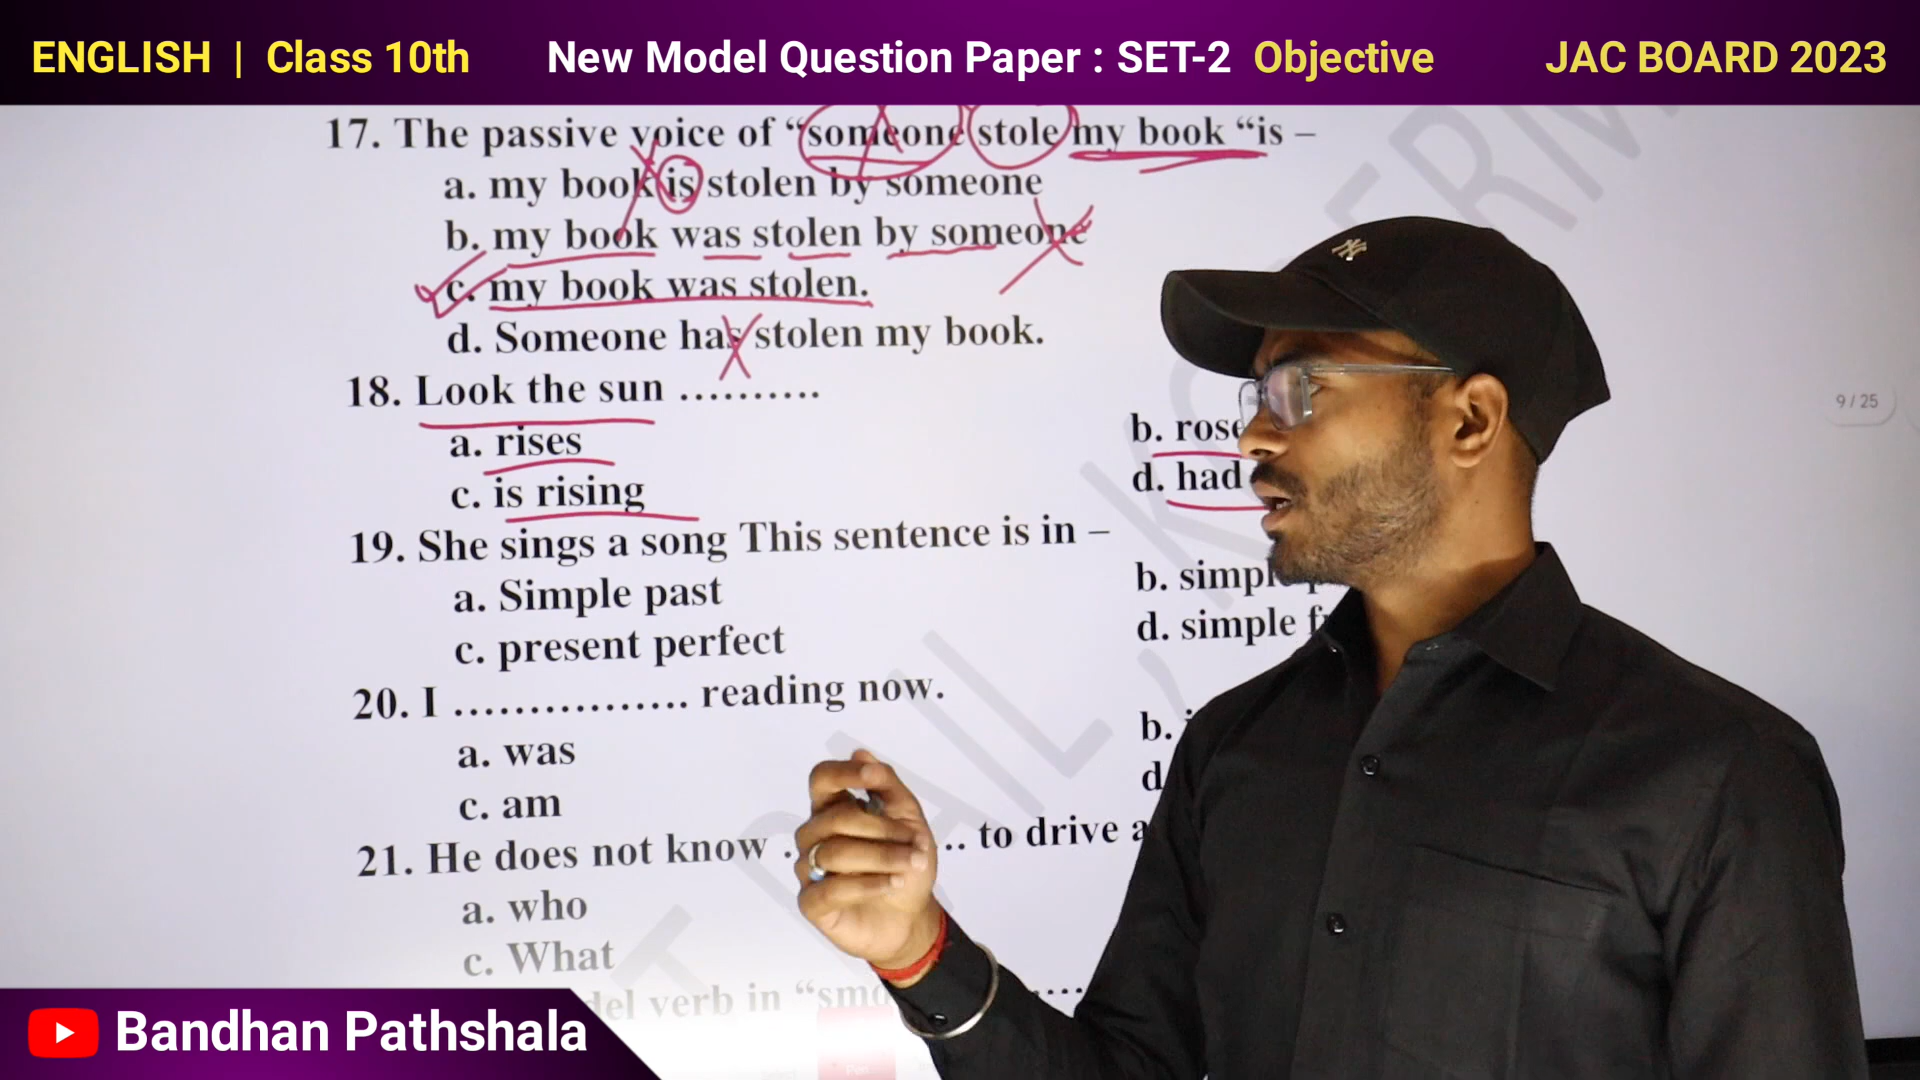 ENGLISH | Class 10th New Model Question Paper : SET-2 Objective JAC BOARD 2023
17. The passive voice of “someone stole my book “is –
a. my book is stolen by someone
b. my book was stolen by someone
c. my book was stolen.
d. Someone has stolen my book.
18. Look the sun ..........
a. rises b. rose
c. is rising d. had
19. She sings a song This sentence is in –
a. Simple past b.
c. present perfect d. simple
20. I ................ reading now.
a. was b.
c. am d
21. He does not know . .. to drive a
a. who
c. What
verb in “
9 / 25
Bandhan Pathshala